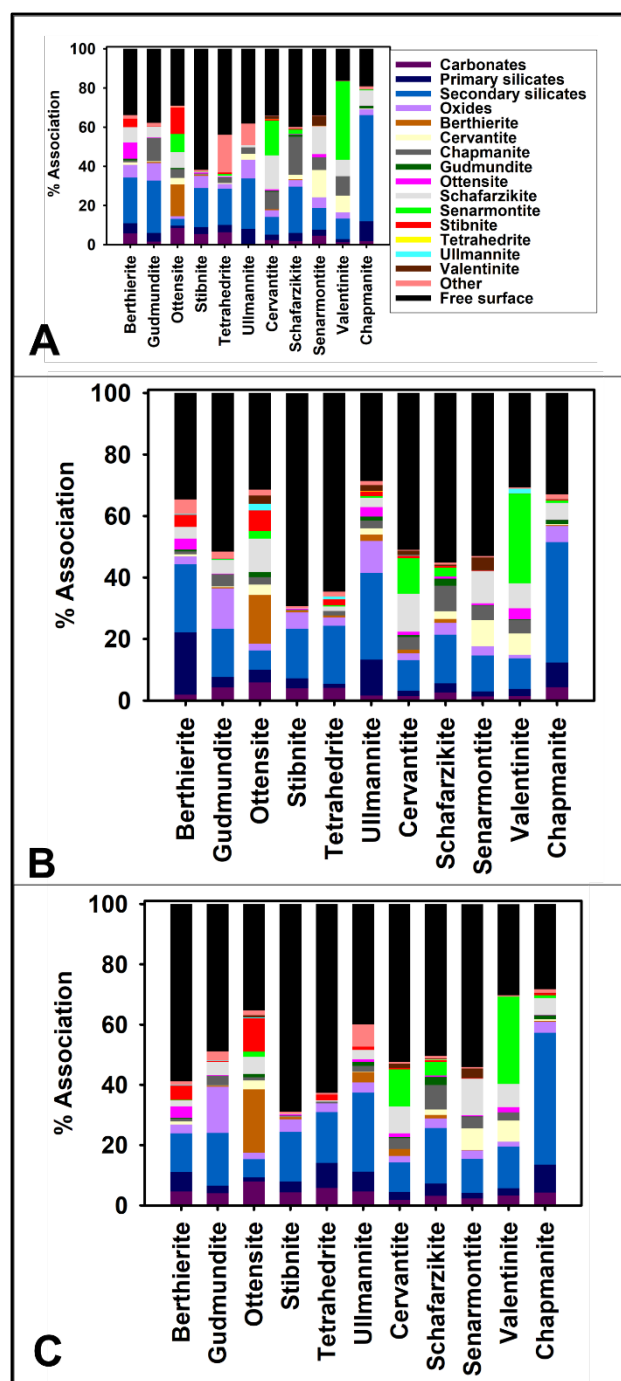 100
80
60
40
20
0
% Association
Berthierite
Gudmundite
Ottensite
Stibnite
Tetrahedrite
Ullmannite
Cervantite
Schafarzikite
Senarmontite
Valentinite
Chapmanite
Carbonates
Primary silicates
Secondary silicates
Oxides
Berthierite
Cervantite
Chapmanite
Gudmundite
Ottensite
Schafarzikite
Senarmontite
Stibnite
Tetrahedrite
Ullmannite
Valentinite
Other
Free surface
A
100
80
60
40
20
0
% Association
Berthierite
Gudmundite
Ottensite
Stibnite
Tetrahedrite
Ullmannite
Cervantite
Schafarzikite
Senarmontite
Valentinite
Chapmanite
B
100
80
60
40
20
0
% Association
Berthierite
Gudmundite
Ottensite
Stibnite
Tetrahedrite
Ullmannite
Cervantite
Schafarzikite
Senarmontite
Valentinite
Chapmanite
C